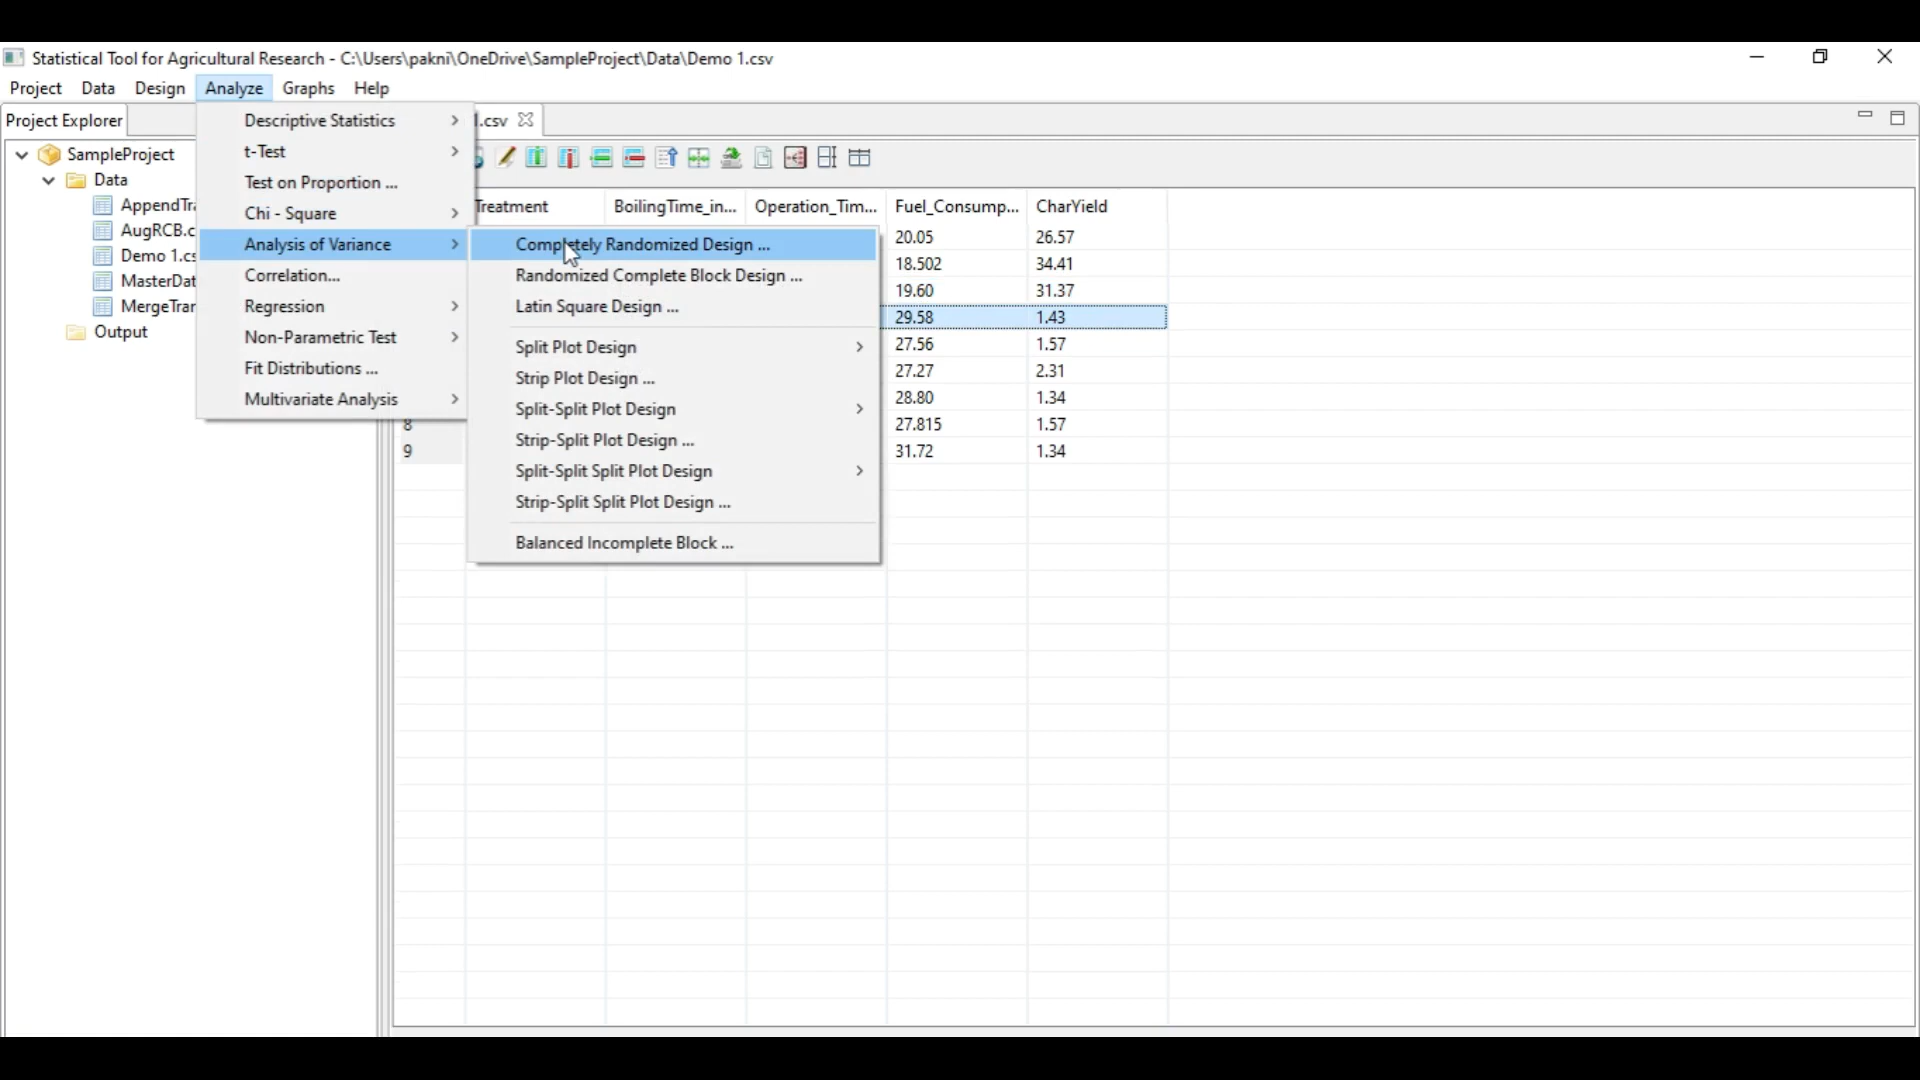 Statistical Tool for Agricultural Research - C:\Users\pakni\OneDrive\SampleProject\Data\Demo 1.csv
Project Data Design Analyze Graphs Help
Project Explorer
.csv
SampleProject
Data
AppendTra
AugRCB.c
Demo 1.cs
MasterDat
MergeTran
Output
Descriptive Statistics
t-Test
Test on Proportion ...
Chi - Square
Analysis of Variance
Correlation...
Regression
Non-Parametric Test
Fit Distributions ...
Multivariate Analysis
Completely Randomized Design ...
Randomized Complete Block Design ...
Latin Square Design ...
Split Plot Design
Strip Plot Design ...
Split-Split Plot Design
Strip-Split Plot Design ...
Split-Split Split Plot Design
Strip-Split Split Plot Design ...
Balanced Incomplete Block ...
Treatment BoilingTime_in... Operation_Tim... Fuel_Consump... CharYield
20.05 26.57
18.502 34.41
19.60 31.37
29.58 1.43
27.56 1.57
27.27 2.31
28.80 1.34
8 27.815 1.57
9 31.72 1.34